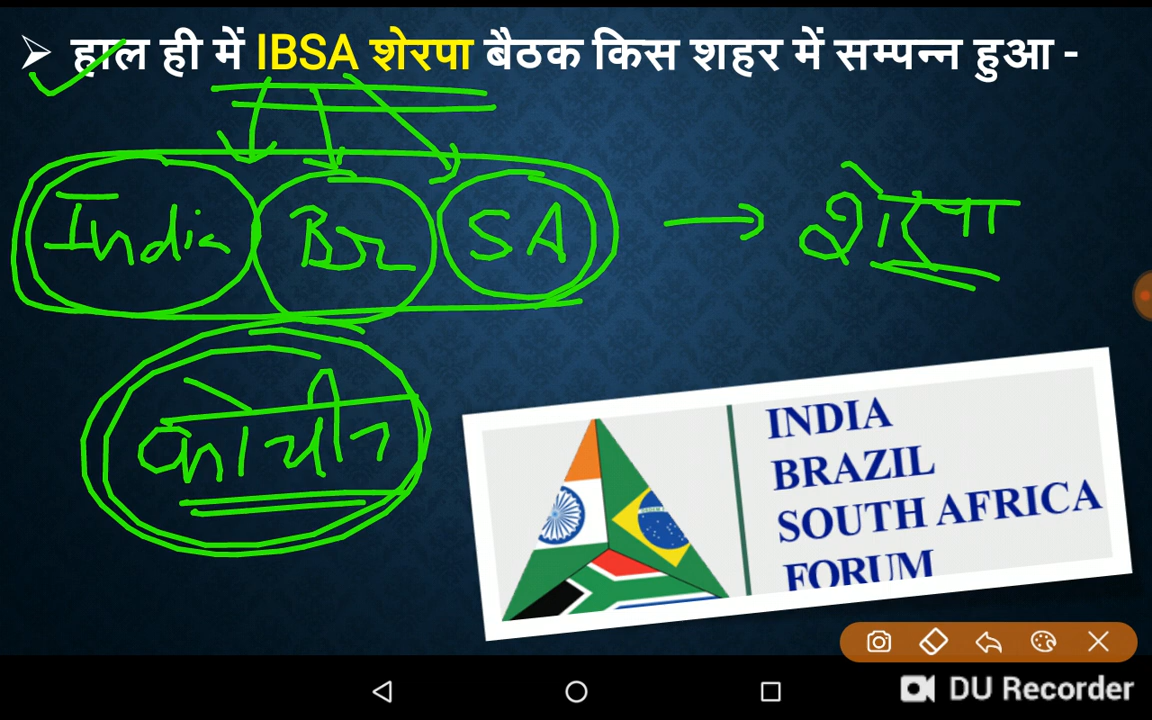 ➤ हाल ही में IBSA शेरपा बैठक किस शहर में सम्पन्न हुआ -
India Br SA → शेरपा
कोचीन
INDIA
BRAZIL
SOUTH AFRICA
FORUM
DU Recorder